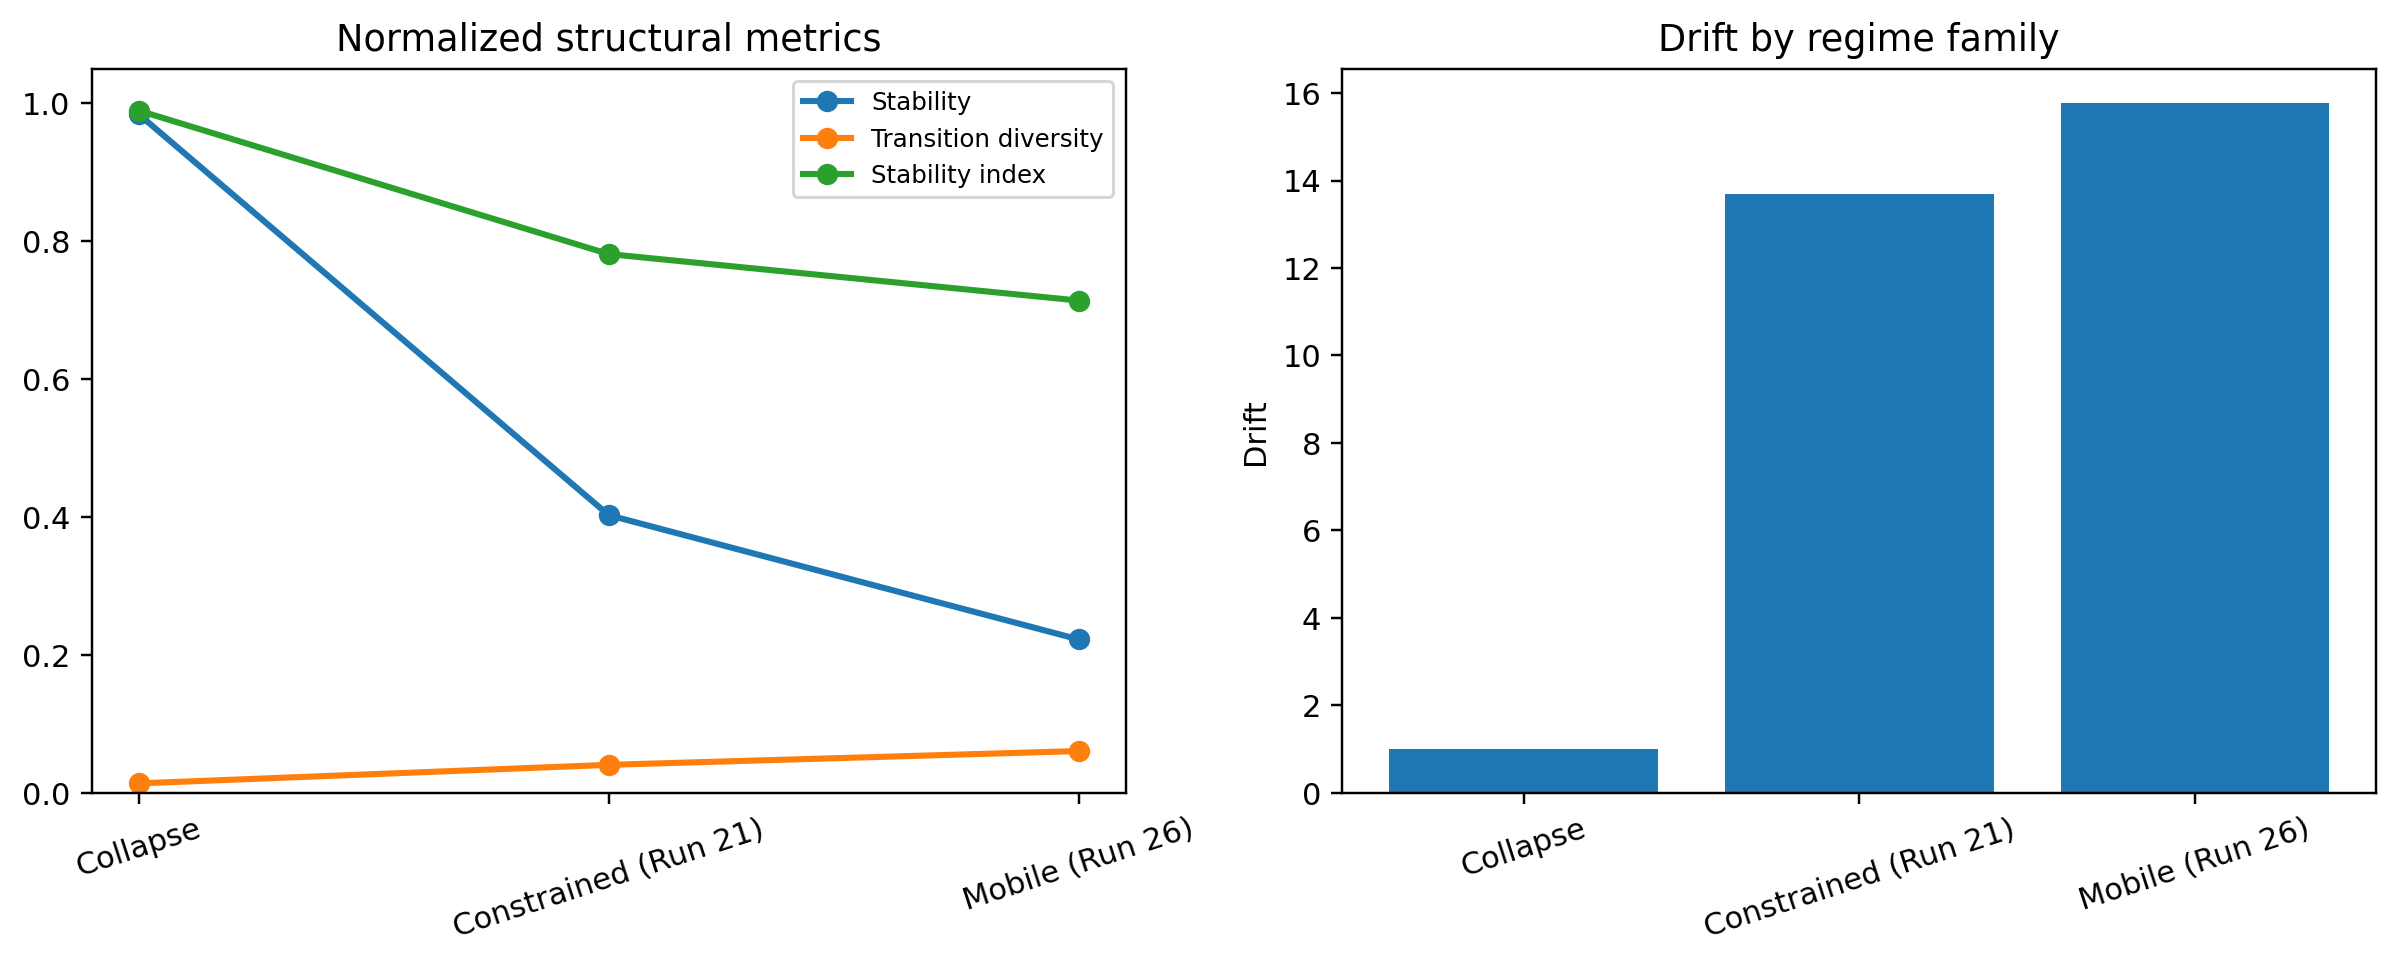 Normalized structural metrics
1.0
0.8
0.6
0.4
0.2
0.0
Stability
Transition diversity
Stability index
Collapse
Constrained (Run 21)
Mobile (Run 26)
Drift by regime family
Drift
16
14
12
10
8
6
4
2
0
Collapse
Constrained (Run 21)
Mobile (Run 26)